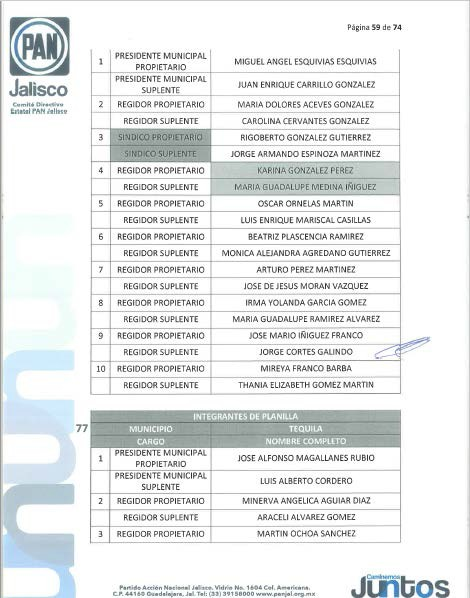 Página 59 de 74
PAN
Jalisco
Comité Directivo
Estatal PAN Jalisco
1 PRESIDENTE MUNICIPAL PROPIETARIO MIGUEL ANGEL ESQUIVIAS ESQUIVIAS
PRESIDENTE MUNICIPAL SUPLENTE JUAN ENRIQUE CARRILLO GONZALEZ
2 REGIDOR PROPIETARIO MARIA DOLORES ACEVES GONZALEZ
REGIDOR SUPLENTE CAROLINA CERVANTES GONZALEZ
3 SINDICO PROPIETARIO RIGOBERTO GONZALEZ GUTIERREZ
SINDICO SUPLENTE JORGE ARMANDO ESPINOZA MARTINEZ
4 REGIDOR PROPIETARIO KARINA GONZALEZ PEREZ
REGIDOR SUPLENTE MARIA GUADALUPE MEDINA IÑIGUEZ
5 REGIDOR PROPIETARIO OSCAR ORNELAS MARTIN
REGIDOR SUPLENTE LUIS ENRIQUE MARISCAL CASILLAS
6 REGIDOR PROPIETARIO BEATRIZ PLASCENCIA RAMIREZ
REGIDOR SUPLENTE MONICA ALEJANDRA AGREDANO GUTIERREZ
7 REGIDOR PROPIETARIO ARTURO PEREZ MARTINEZ
REGIDOR SUPLENTE JOSE DE JESUS MORAN VAZQUEZ
8 REGIDOR PROPIETARIO IRMA YOLANDA GARCIA GOMEZ
REGIDOR SUPLENTE MARIA GUADALUPE RAMIREZ ALVAREZ
9 REGIDOR PROPIETARIO JOSE MARIO IÑIGUEZ FRANCO
REGIDOR SUPLENTE JORGE CORTES GALINDO
10 REGIDOR PROPIETARIO MIREYA FRANCO BARBA
REGIDOR SUPLENTE THANIA ELIZABETH GOMEZ MARTIN
INTEGRANTES DE PLANILLA
77 MUNICIPIO TEQUILA
CARGO NOMBRE COMPLETO
1 PRESIDENTE MUNICIPAL PROPIETARIO JOSE ALFONSO MAGALLANES RUBIO
PRESIDENTE MUNICIPAL SUPLENTE LUIS ALBERTO CORDERO
2 REGIDOR PROPIETARIO MINERVA ANGELICA AGUIAR DIAZ
REGIDOR SUPLENTE ARACELI ALVAREZ GOMEZ
3 REGIDOR PROPIETARIO MARTIN OCHOA SANCHEZ
Partido Acción Nacional Jalisco. Vidrio No. 1604 Col. Americana.
C.P. 44160 Guadalajara, Jal. Tel: (33) 39158000 www.panjal.org.mx
Caminemos
Juntos